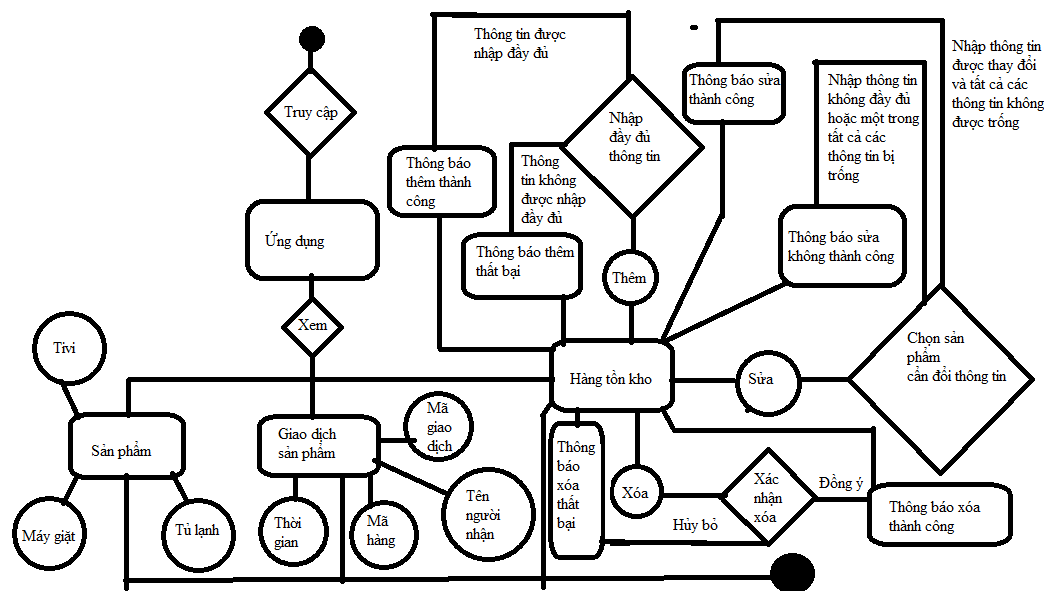 Thông tin được
nhập đầy đủ
Nhập thông tin
được thay đổi
và tất cả các
thông tin không
được trống
Thông báo sửa
thành công
Nhập thông tin
không đầy đủ
hoặc một trong
tất cả các
thông tin bị
trống
Truy cập
Nhập
đầy đủ
thông tin
Thông báo
thêm thành
công
Thông
tin không
được nhập
đầy đủ
Ứng dụng
Thông báo thêm
thất bại
Thêm
Thông báo sửa
không thành công
Xem
Tivi
Hàng tồn kho
Sửa
Chọn sản
phẩm
cẩn đổi thông tin
Sản phẩm
Giao dịch
sản phẩm
Mã
giao
dịch
Thông
báo
xóa
thất
bại
Xóa
Xác
nhận
xóa
Đồng ý
Thông báo xóa
thành công
Hủy bỏ
Máy giặt
Tủ lạnh
Thời
gian
Mã
hàng
Tên
người
nhận